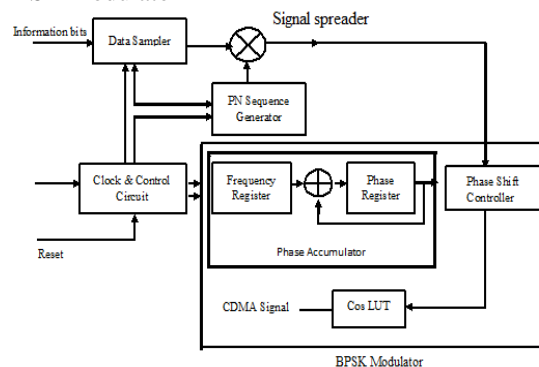 Signal spreader
Information bits
Data Sampler
PN Sequence
Generator
Clock & Control
Circuit
Reset
Frequency
Register
Phase
Register
Phase Shift
Controller
Phase Accumulator
CDMA Signal
Cos LUT
BPSK Modulator